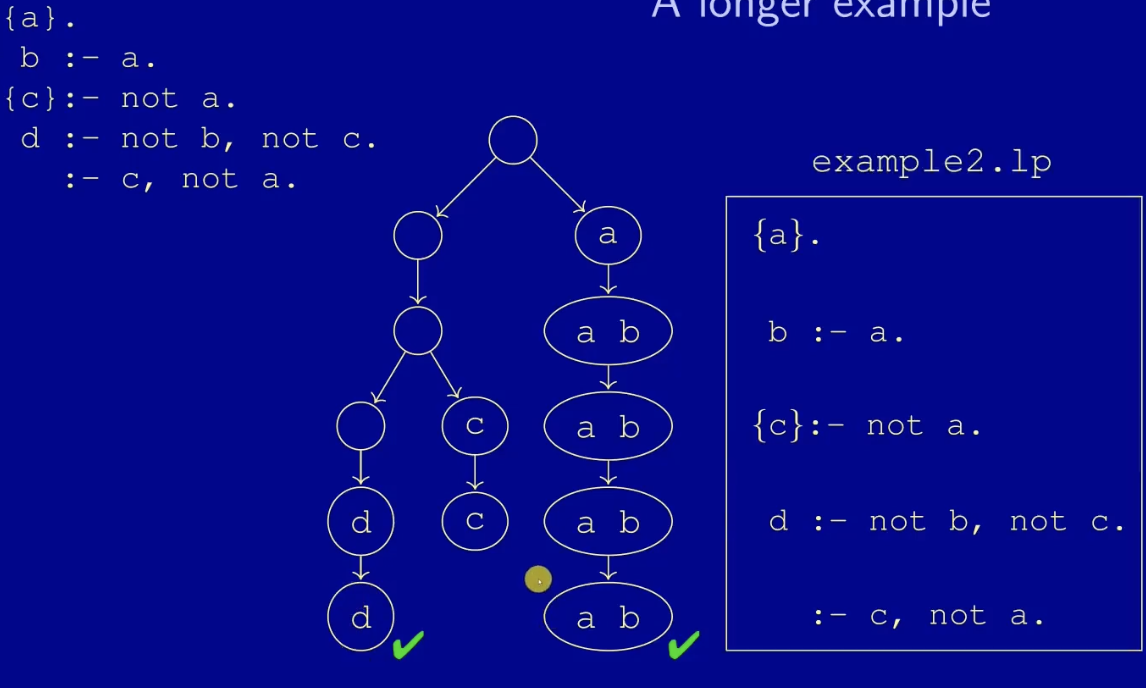 A longer example
{a}.
b :- a.
{c}:- not a.
d :- not b, not c.
:- c, not a.
example2.lp
{a}.
b :- a.
{c}:- not a.
d :- not b, not c.
:- c, not a.
a
a b
c
a b
d
c
a b
d
a b